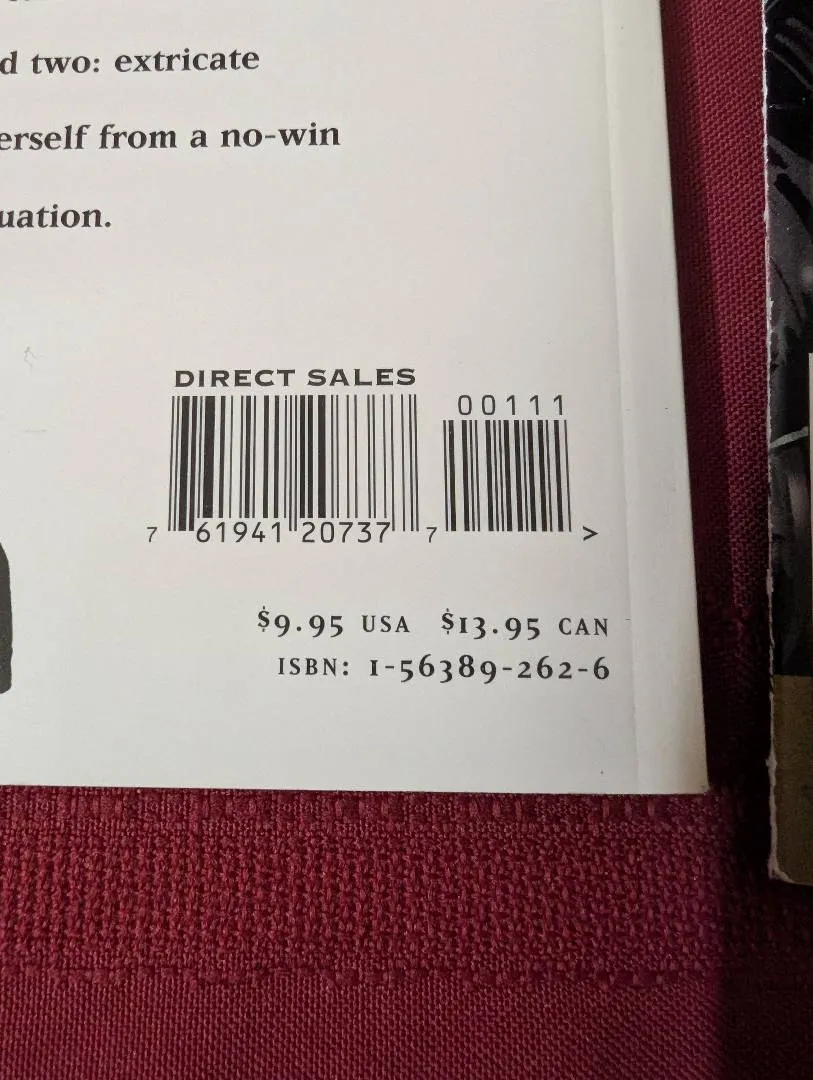 d two: extricate
erself from a no-win
uation.
DIRECT SALES
00111
7 61941 20737 7 >
$9.95 USA $13.95 CAN
ISBN: 1-56389-262-6